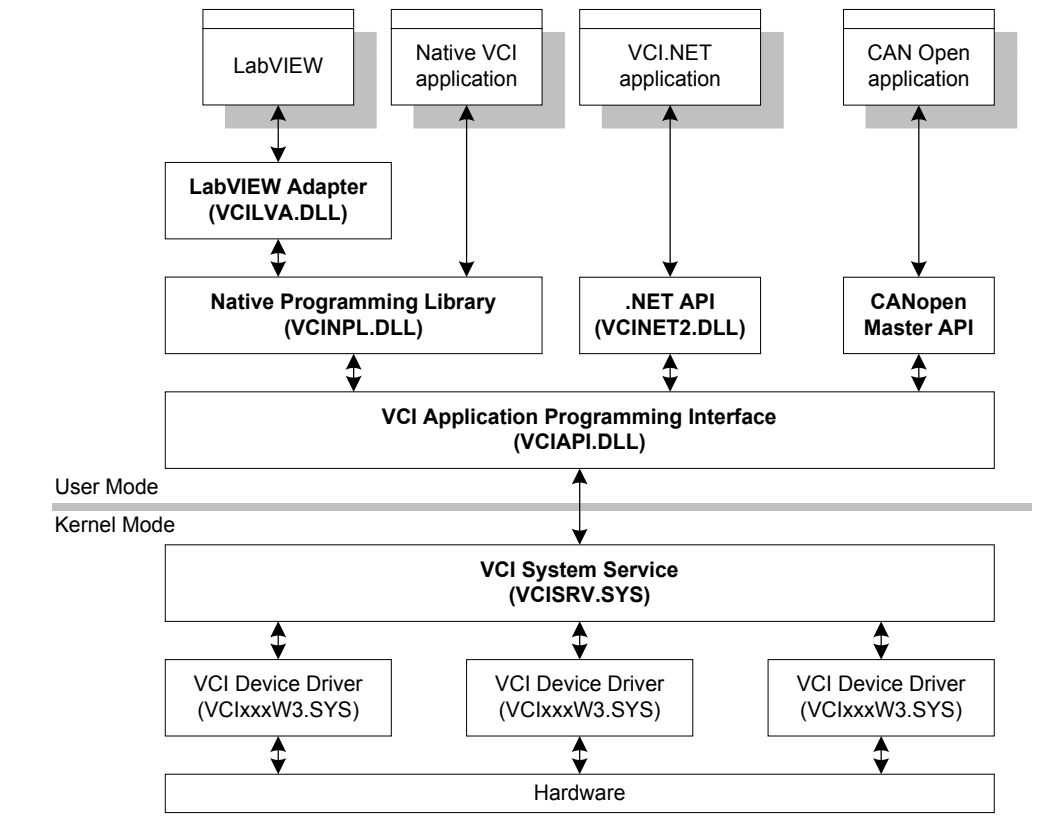 LabVIEW
Native VCI
application
VCI.NET
application
CAN Open
application
LabVIEW Adapter
(VCILVA.DLL)
Native Programming Library
(VCINPL.DLL)
.NET API
(VCINET2.DLL)
CANopen
Master API
VCI Application Programming Interface
(VCIAPI.DLL)
User Mode
Kernel Mode
VCI System Service
(VCISRV.SYS)
VCI Device Driver
(VCIxxxW3.SYS)
VCI Device Driver
(VCIxxxW3.SYS)
VCI Device Driver
(VCIxxxW3.SYS)
Hardware